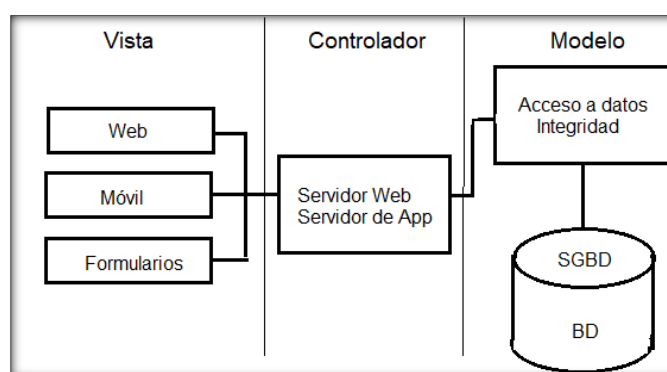 Vista
Controlador
Modelo
Web
Móvil
Formularios
Servidor Web
Servidor de App
Acceso a datos
Integridad
SGBD
BD